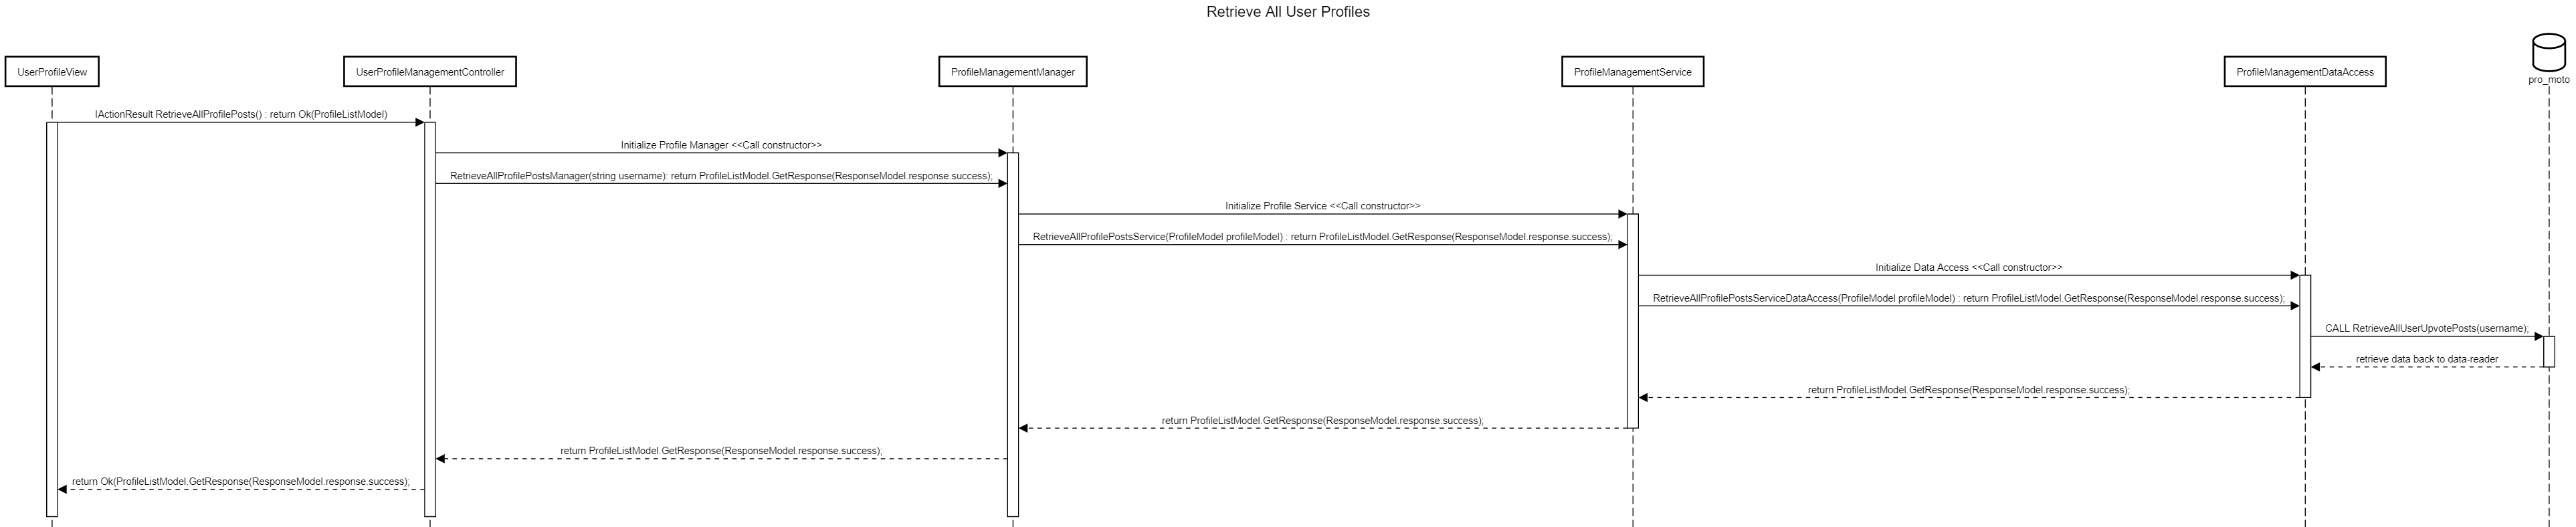 Retrieve All User Profiles
UserProfileView
UserProfileManagementController
ProfileManagementManager
ProfileManagementService
ProfileManagementDataAccess
pro_moto
IActionResult RetrieveAllProfilePosts() : return Ok(ProfileListModel)
Initialize Profile Manager <<Call constructor>>
RetrieveAllProfilePostsManager(string username): return ProfileListModel.GetResponse(ResponseModel.response.success);
Initialize Profile Service <<Call constructor>>
RetrieveAllProfilePostsService(ProfileModel profileModel) : return ProfileListModel.GetResponse(ResponseModel.response.success);
Initialize Data Access <<Call constructor>>
RetrieveAllProfilePostsServiceDataAccess(ProfileModel profileModel) : return ProfileListModel.GetResponse(ResponseModel.response.success);
CALL RetrieveAllUserUpvotePosts(username);
retrieve data back to data-reader
return ProfileListModel.GetResponse(ResponseModel.response.success);
return ProfileListModel.GetResponse(ResponseModel.response.success);
return ProfileListModel.GetResponse(ResponseModel.response.success);
return Ok(ProfileListModel.GetResponse(ResponseModel.response.success);